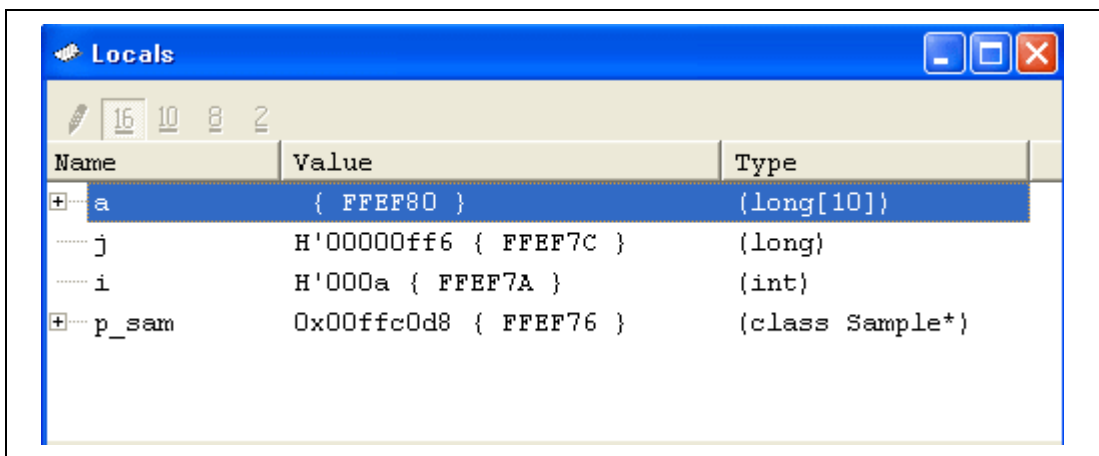 Locals
16 10 8 2
Name Value Type
a { FFEF80 } (long[10])
j H'00000ff6 { FFEF7C } (long)
i H'000a { FFEF7A } (int)
p_sam 0x00ffc0d8 { FFEF76 } (class Sample*)